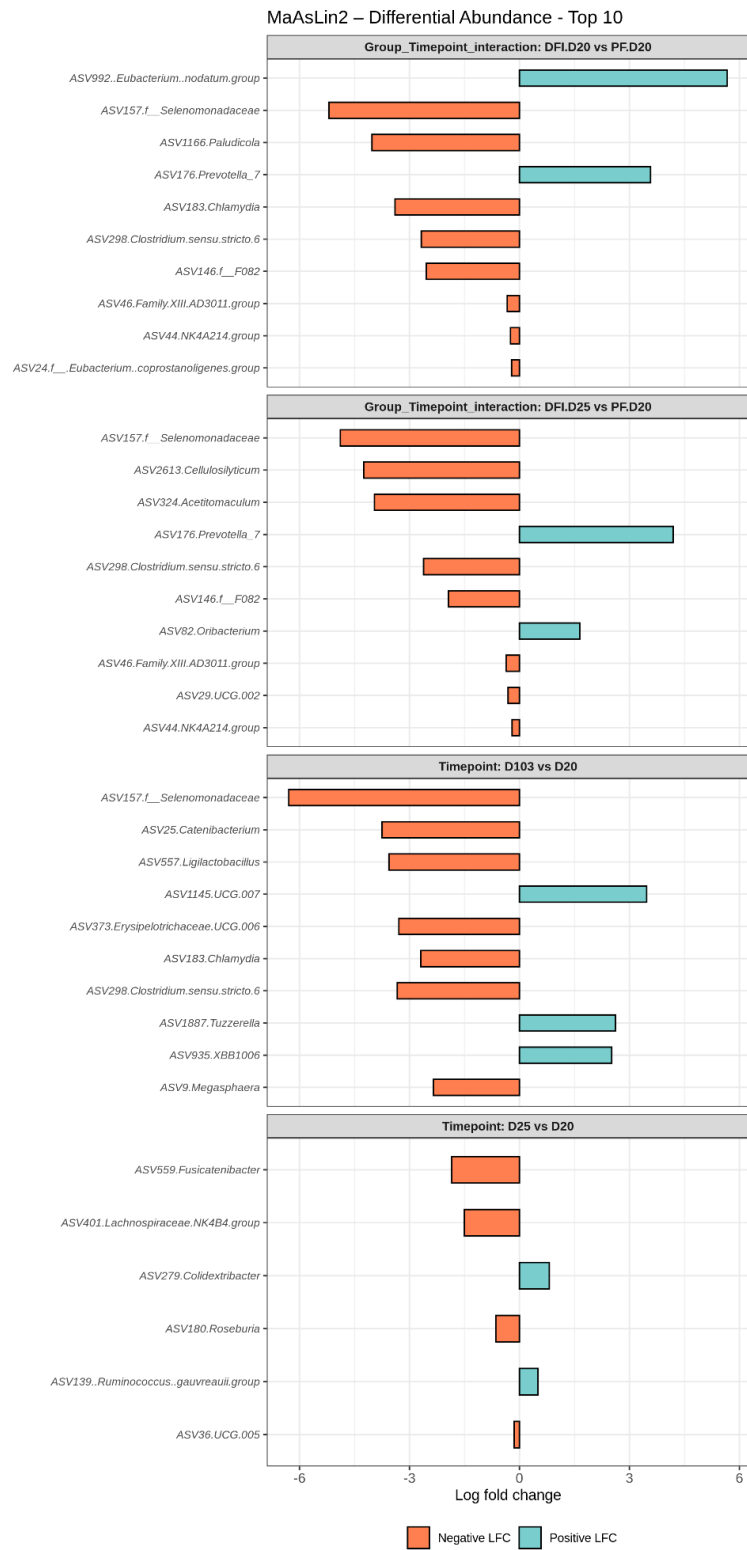 MaAsLin2 – Differential Abundance - Top 10
Group_Timepoint_interaction: DFI.D20 vs PF.D20
ASV992..Eubacterium..nodatum.group
ASV157.f__Selenomonadaceae
ASV1166.Paludicola
ASV176.Prevotella_7
ASV183.Chlamydia
ASV298.Clostridium.sensu.stricto.6
ASV146.f__F082
ASV46.Family.XIII.AD3011.group
ASV44.NK4A214.group
ASV24.f__.Eubacterium..coprostanoligenes.group
Group_Timepoint_interaction: DFI.D25 vs PF.D20
ASV157.f__Selenomonadaceae
ASV2613.Cellulosilyticum
ASV324.Acetitomaculum
ASV176.Prevotella_7
ASV298.Clostridium.sensu.stricto.6
ASV146.f__F082
ASV82.Oribacterium
ASV46.Family.XIII.AD3011.group
ASV29.UCG.002
ASV44.NK4A214.group
Timepoint: D103 vs D20
ASV157.f__Selenomonadaceae
ASV25.Catenibacterium
ASV557.Ligilactobacillus
ASV1145.UCG.007
ASV373.Erysipelotrichaceae.UCG.006
ASV183.Chlamydia
ASV298.Clostridium.sensu.stricto.6
ASV1887.Tuzzerella
ASV935.XBB1006
ASV9.Megasphaera
Timepoint: D25 vs D20
ASV559.Fusicatenibacter
ASV401.Lachnospiraceae.NK4B4.group
ASV279.Colidextribacter
ASV180.Roseburia
ASV139..Ruminococcus..gauvreauii.group
ASV36.UCG.005
-6 -3 0 3 6
Log fold change
Negative LFC Positive LFC